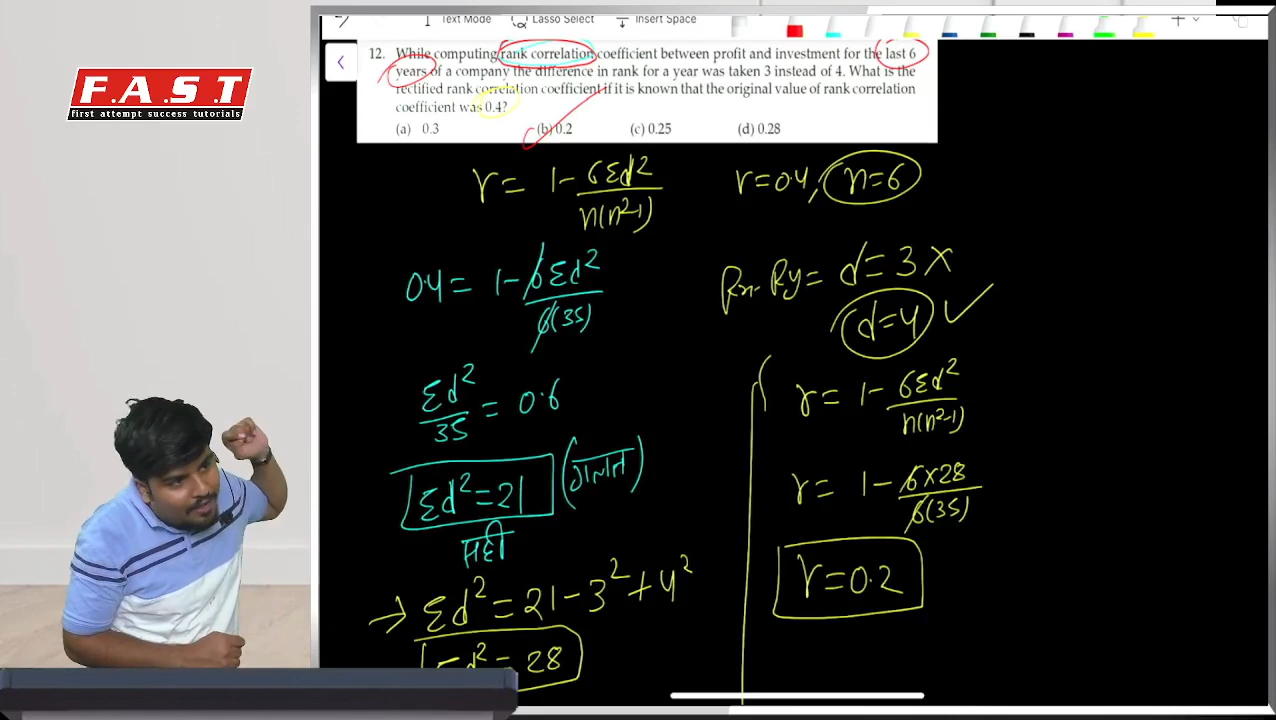 Text Mode Lasso Select Insert Space
F.A.S.T
first attempt success tutorials
12. While computing rank correlation coefficient between profit and investment for the last 6
years of a company the difference in rank for a year was taken 3 instead of 4. What is the
rectified rank correlation coefficient if it is known that the original value of rank correlation
coefficient was 0.4?
(a) 0.3 (b) 0.2 (c) 0.25 (d) 0.28
r = 1 - 6Σd²/n(n²-1)
r=0.4, n=6
0.4 = 1 - 6Σd²/6(35)
Σd²/35 = 0.6
Σd² = 21 (गलत)
सही
→ Σd² = 21 - 3² + 4²
Σd² = 28
Rx - Ry = d = 3 ×
d = 4 ✓
r = 1 - 6Σd²/n(n²-1)
r = 1 - 6×28/6(35)
r = 0.2